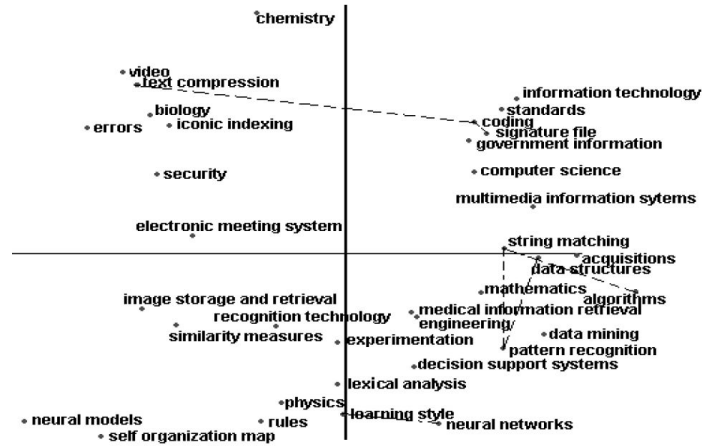 chemistry
video
text compression
information technology
biology
standards
errors
iconic indexing
coding
signature file
government information
security
computer science
multimedia information sytems
electronic meeting system
string matching
acquisitions
data structures
mathematics
algorithms
image storage and retrieval
medical information retrieval
recognition technology
engineering
similarity measures
experimentation
data mining
pattern recognition
decision support systems
lexical analysis
physics
learning style
neural models
rules
neural networks
self organization map